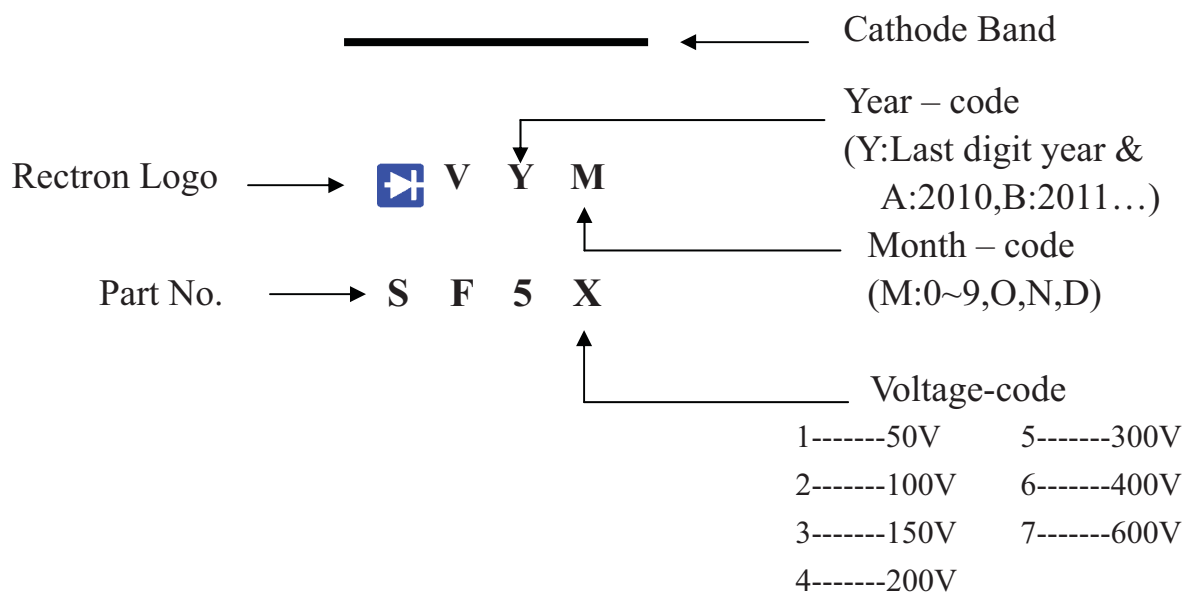 Cathode Band
Year – code
(Y:Last digit year &
A:2010,B:2011…)
Rectron Logo
V Y M
Month – code
(M:0~9,O,N,D)
Part No.
S F 5 X
Voltage-code
1-------50V 5-------300V
2-------100V 6-------400V
3-------150V 7-------600V
4-------200V